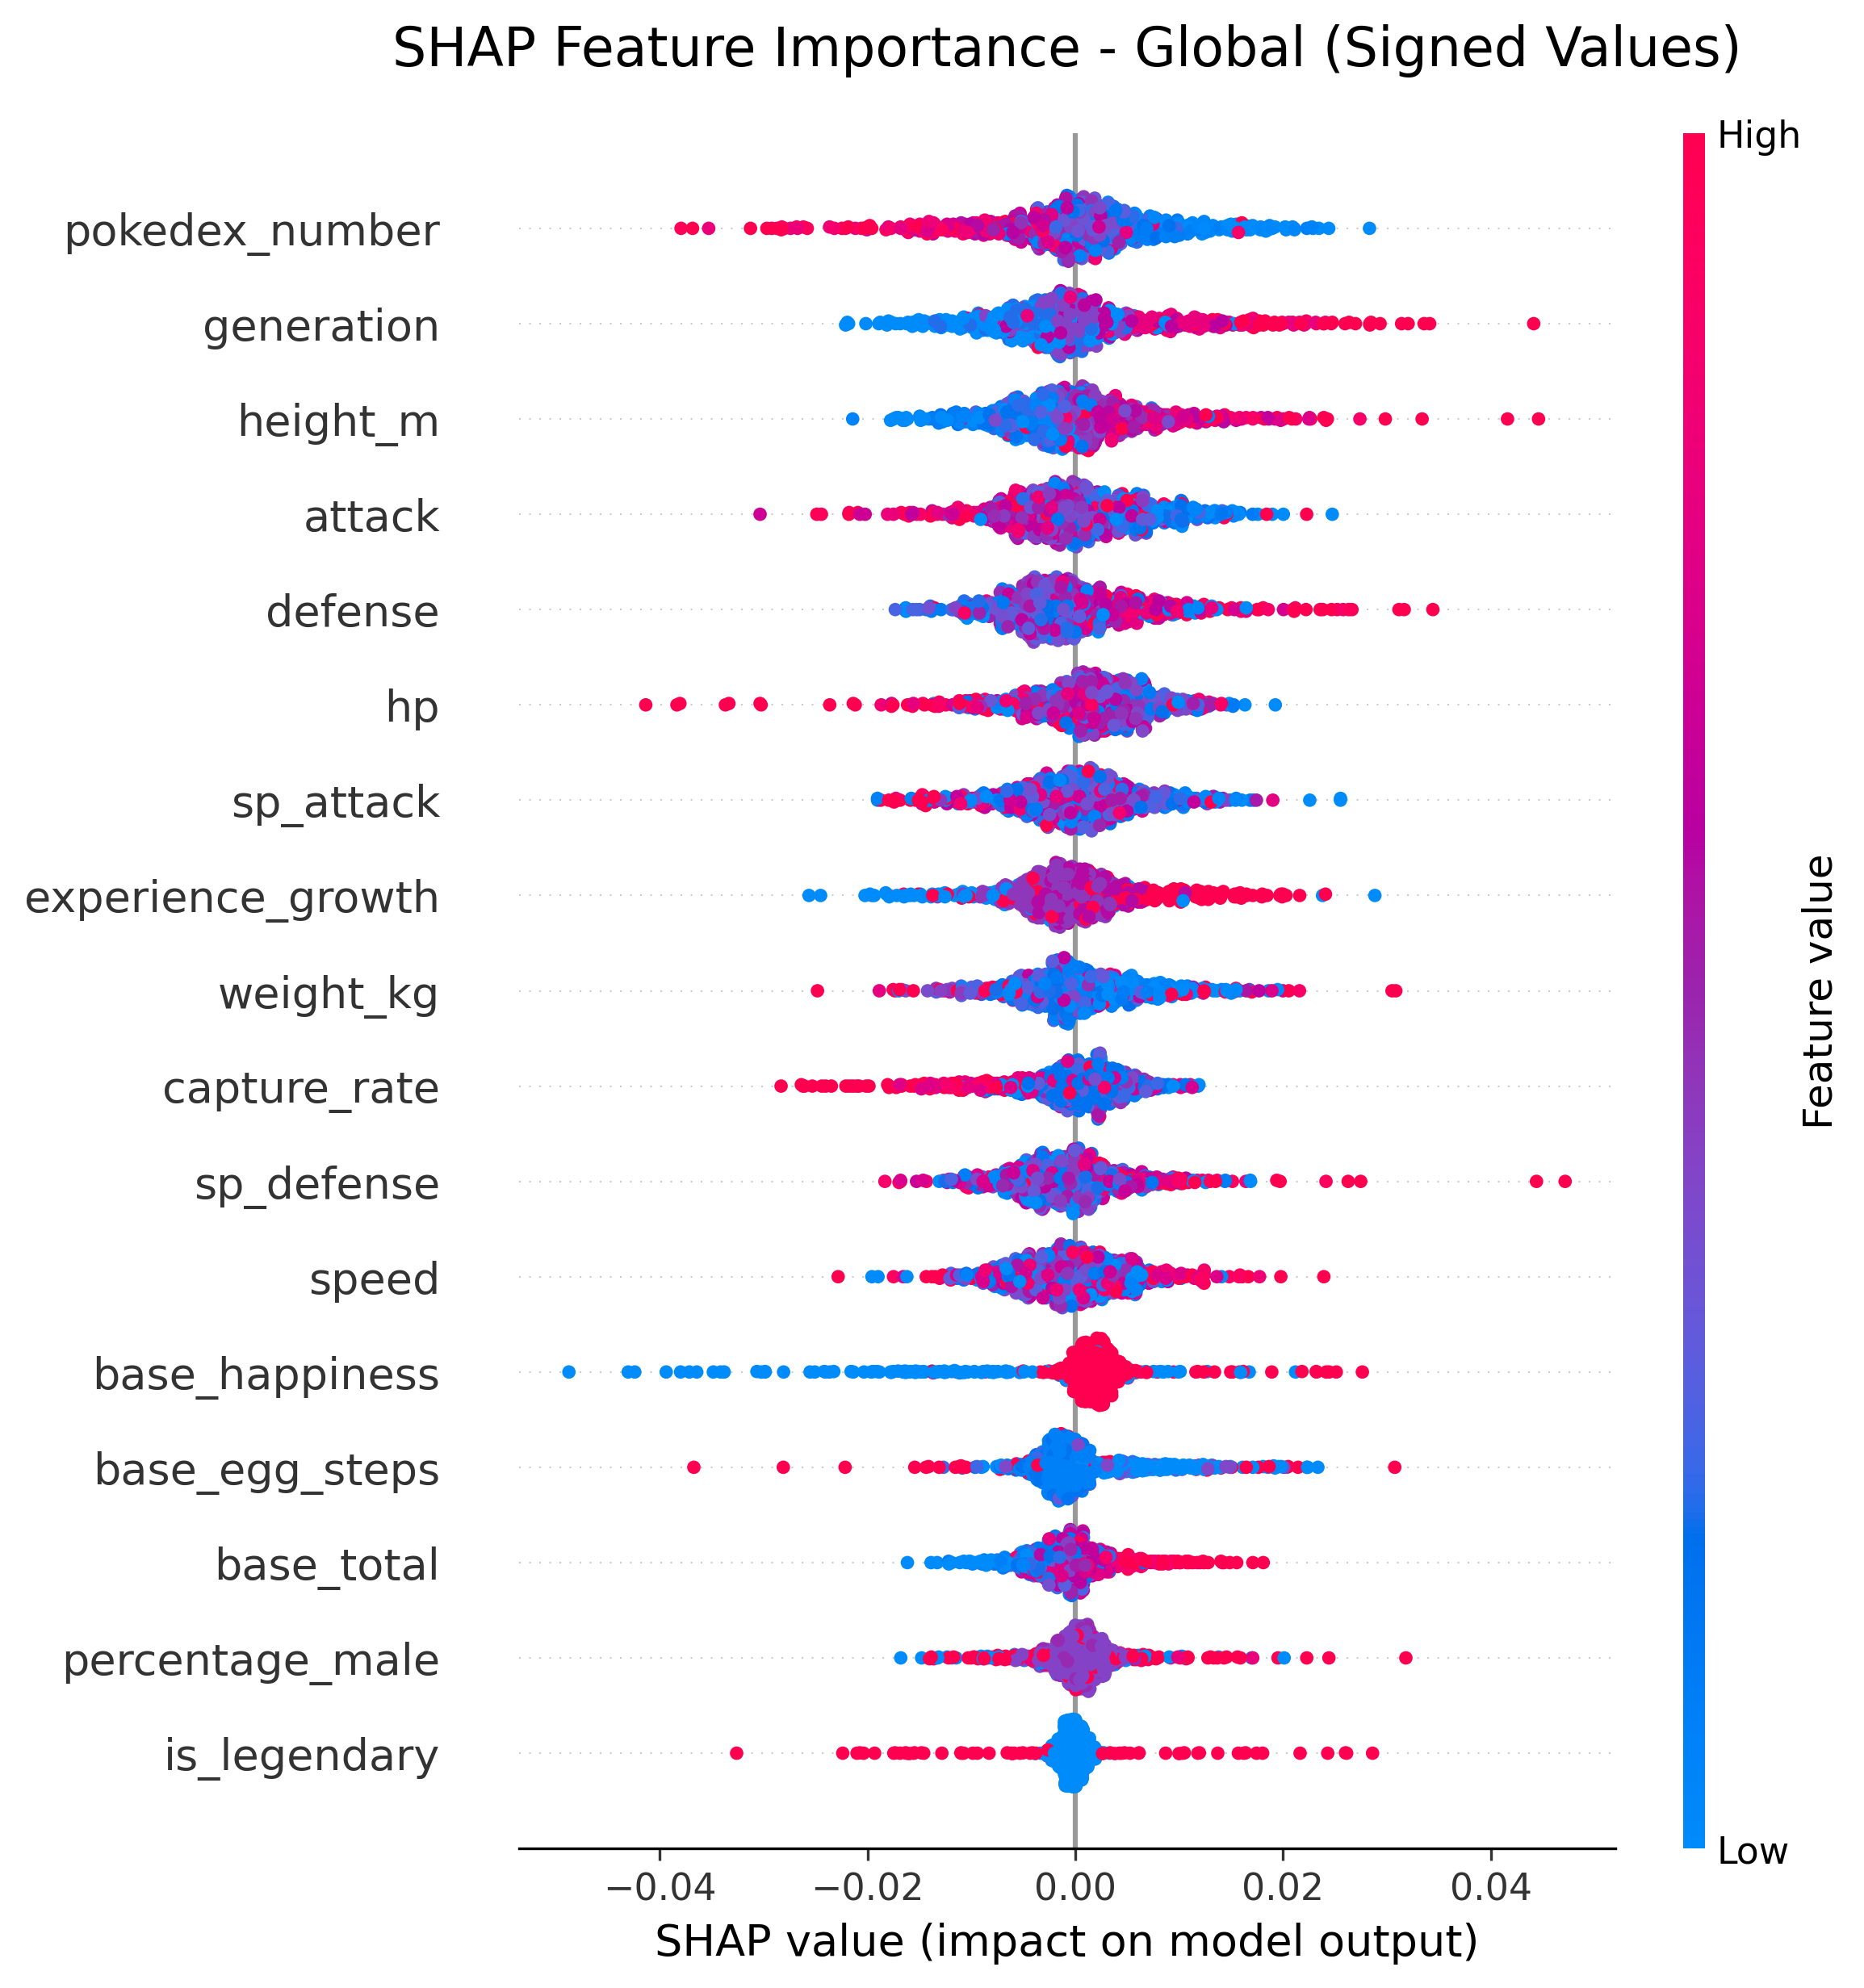 SHAP Feature Importance - Global (Signed Values)
High
pokedex_number
generation
height_m
attack
defense
hp
sp_attack
experience_growth
weight_kg
capture_rate
sp_defense
speed
base_happiness
base_egg_steps
base_total
percentage_male
is_legendary
Feature value
Low
−0.04 −0.02 0.00 0.02 0.04
SHAP value (impact on model output)